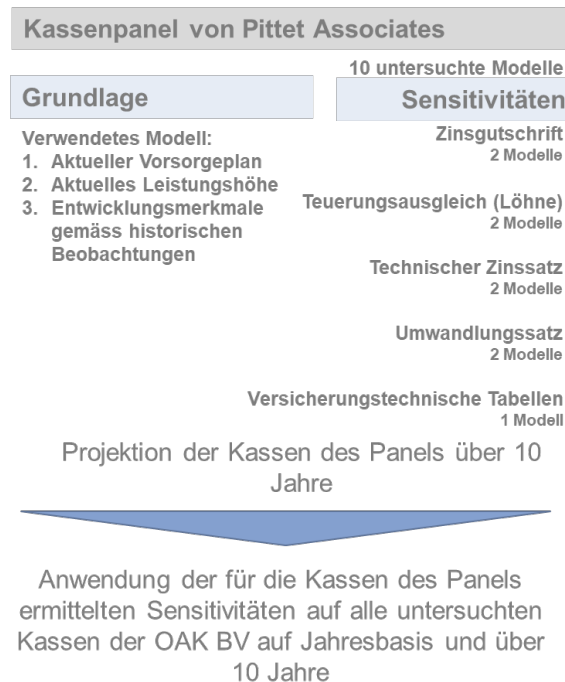 Kassenpanel von Pittet Associates
10 untersuchte Modelle
Grundlage
Verwendetes Modell:
1. Aktueller Vorsorgeplan
2. Aktuelles Leistungshöhe
3. Entwicklungsmerkmale
gemäss historischen
Beobachtungen
Sensitivitäten
Zinsgutschrift
2 Modelle
Teuerungsausgleich (Löhne)
2 Modelle
Technischer Zinssatz
2 Modelle
Umwandlungssatz
2 Modelle
Versicherungstechnische Tabellen
1 Modell
Projektion der Kassen des Panels über 10
Jahre
Anwendung der für die Kassen des Panels
ermittelten Sensitivitäten auf alle untersuchten
Kassen der OAK BV auf Jahresbasis und über
10 Jahre